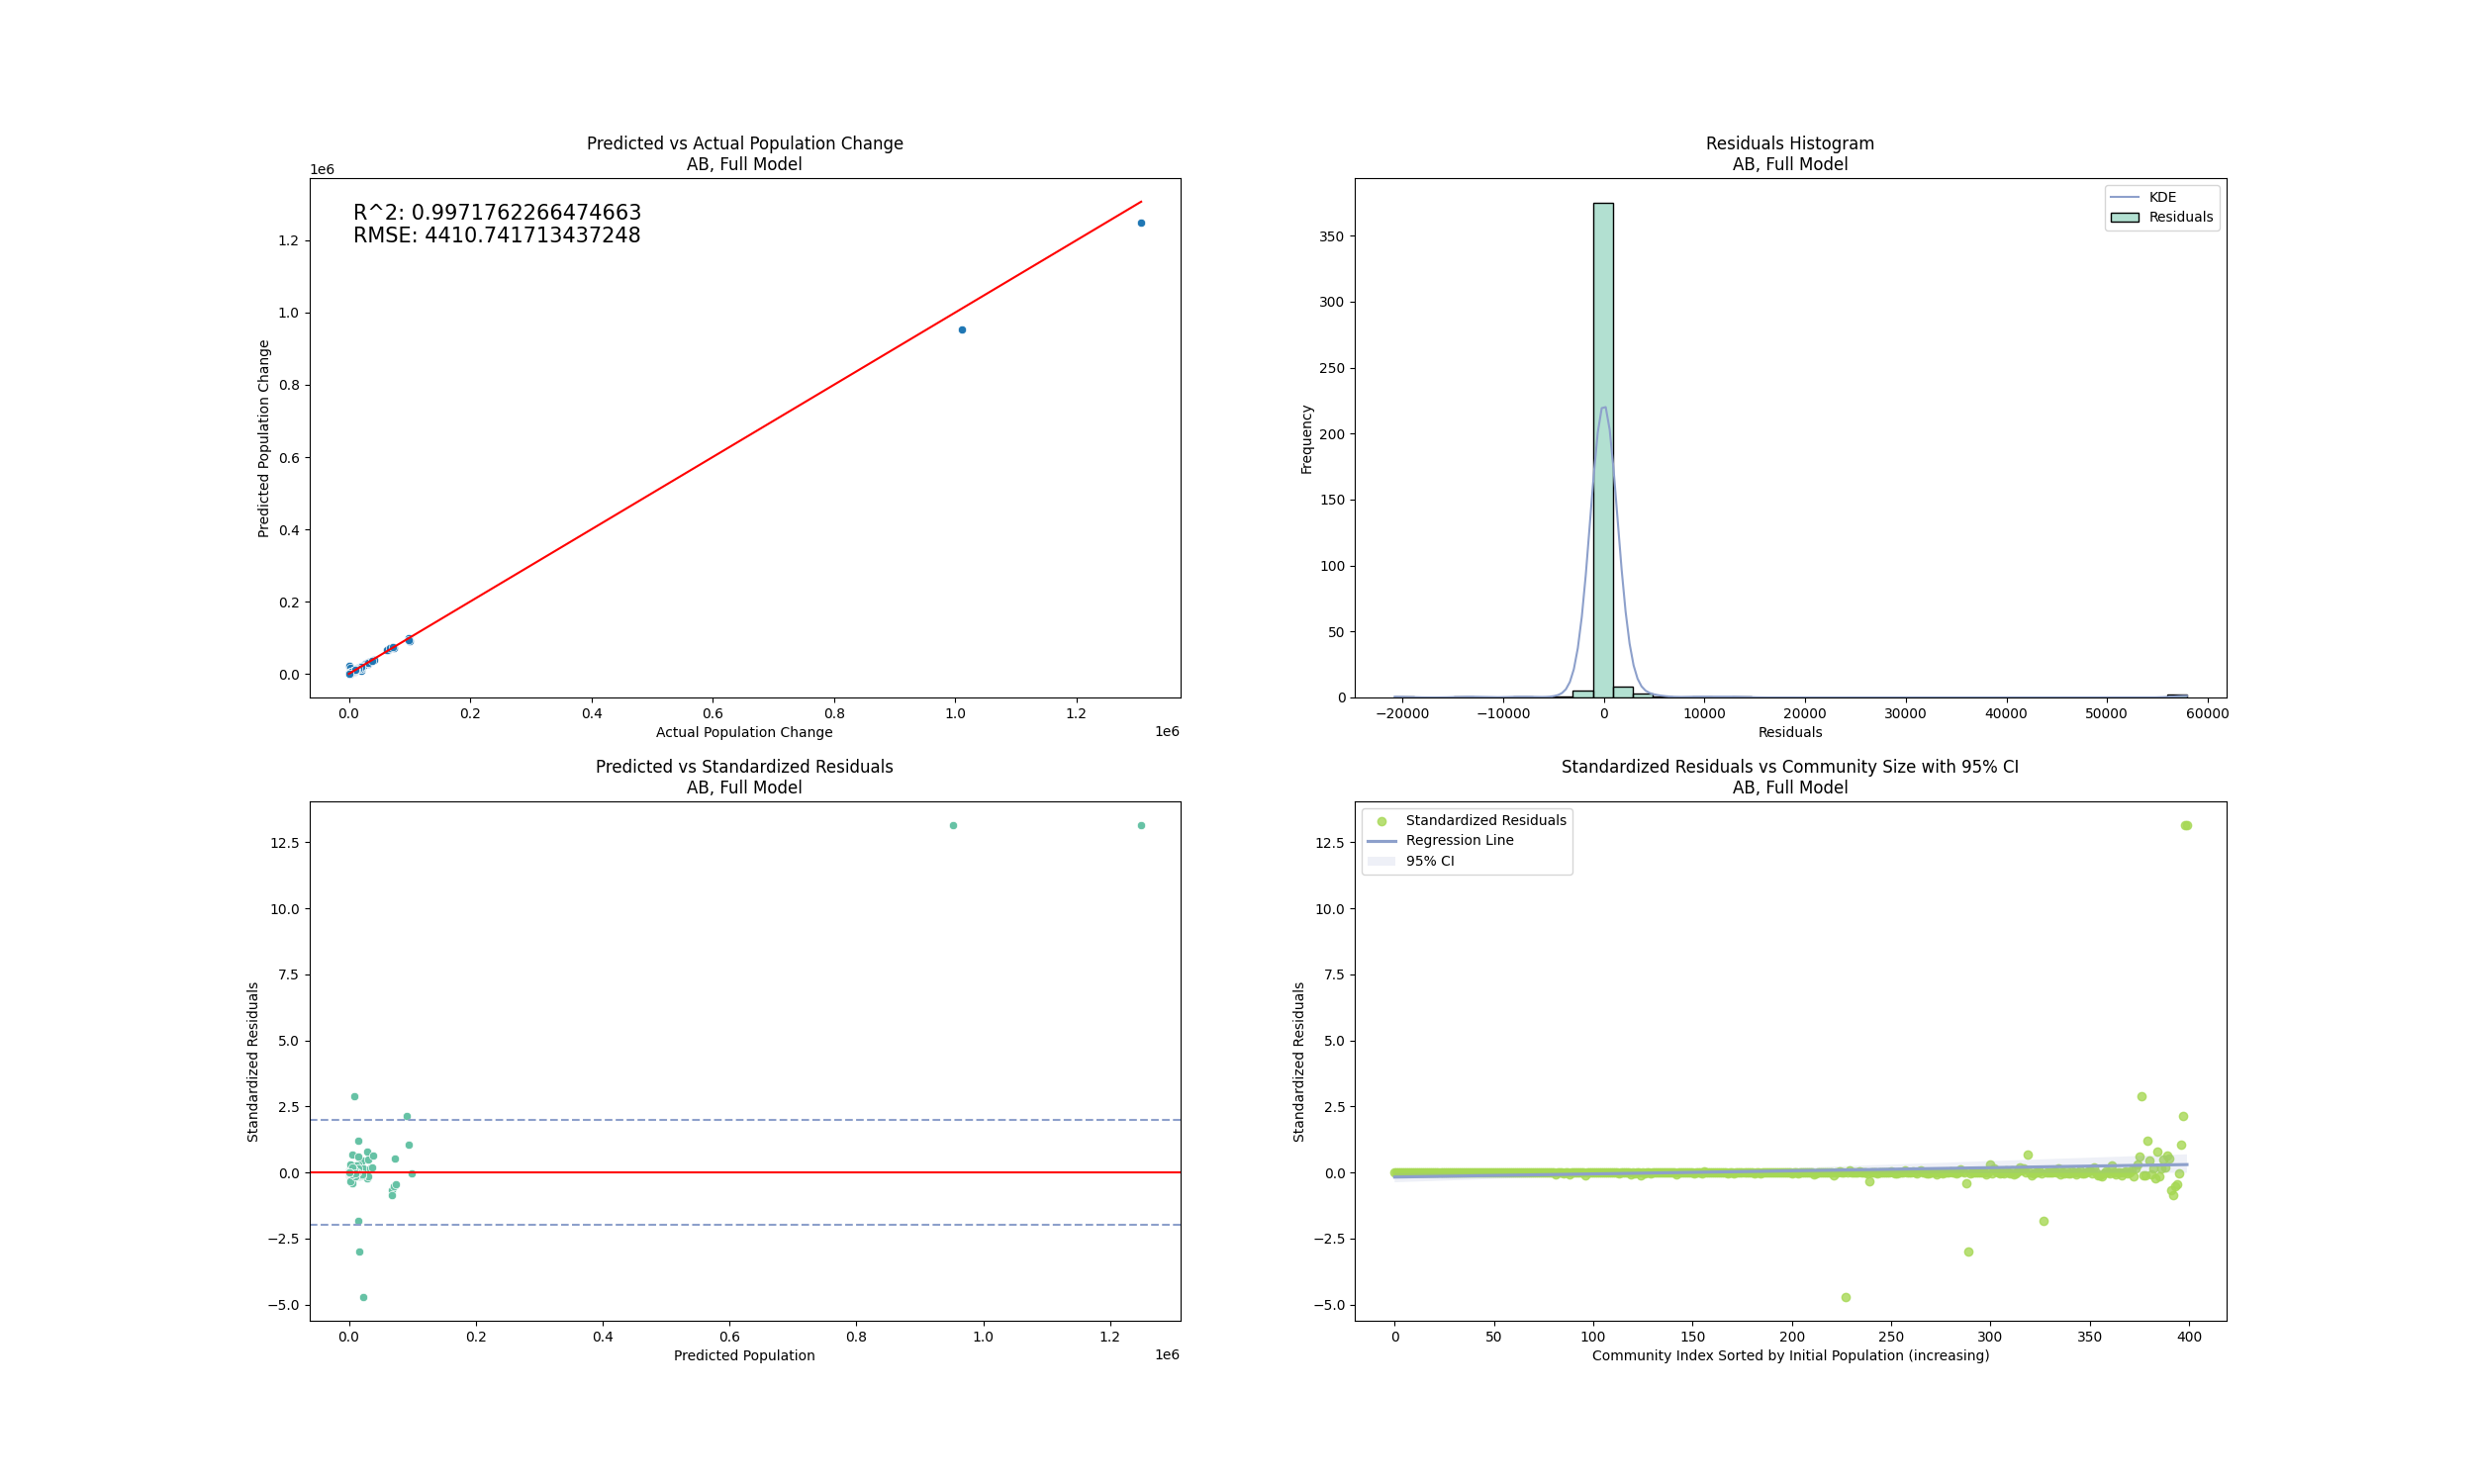 Predicted vs Actual Population Change
AB, Full Model
1e6
R^2: 0.9971762266474663
RMSE: 4410.741713437248
1.2
1.0
0.8
0.6
0.4
0.2
0.0
Predicted Population Change
0.0 0.2 0.4 0.6 0.8 1.0 1.2
Actual Population Change
1e6
Residuals Histogram
AB, Full Model
KDE
Residuals
350
300
250
200
150
100
50
0
Frequency
−20000 −10000 0 10000 20000 30000 40000 50000 60000
Residuals
Predicted vs Standardized Residuals
AB, Full Model
12.5
10.0
7.5
5.0
2.5
0.0
−2.5
−5.0
Standardized Residuals
0.0 0.2 0.4 0.6 0.8 1.0 1.2
Predicted Population
1e6
Standardized Residuals vs Community Size with 95% CI
AB, Full Model
Standardized Residuals
Regression Line
95% CI
12.5
10.0
7.5
5.0
2.5
0.0
−2.5
−5.0
Standardized Residuals
0 50 100 150 200 250 300 350 400
Community Index Sorted by Initial Population (increasing)